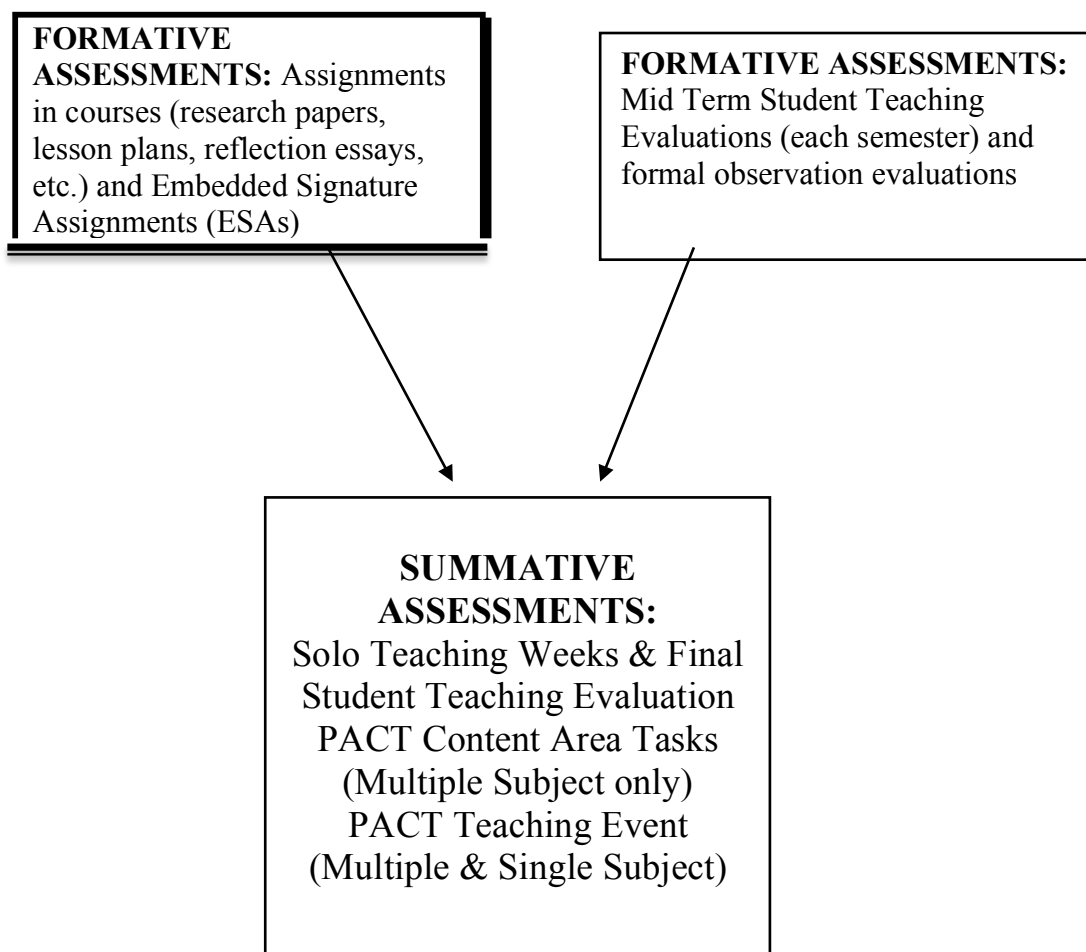 FORMATIVE
ASSESSMENTS: Assignments
in courses (research papers,
lesson plans, reflection essays,
etc.) and Embedded Signature
Assignments (ESAs)
FORMATIVE ASSESSMENTS:
Mid Term Student Teaching
Evaluations (each semester) and
formal observation evaluations
SUMMATIVE
ASSESSMENTS:
Solo Teaching Weeks & Final
Student Teaching Evaluation
PACT Content Area Tasks
(Multiple Subject only)
PACT Teaching Event
(Multiple & Single Subject)